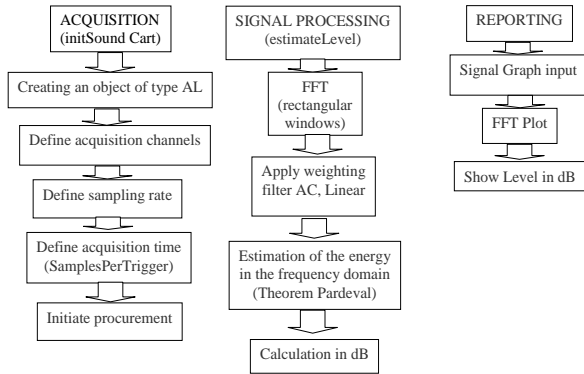 ACQUISITION
(initSound Cart)
Creating an object of type AL
Define acquisition channels
Define sampling rate
Define acquisition time
(SamplesPerTrigger)
Initiate procurement
SIGNAL PROCESSING
(estimateLevel)
FFT
(rectangular
windows)
Apply weighting
filter AC, Linear
Estimation of the energy
in the frequency domain
(Theorem Pardeval)
Calculation in dB
REPORTING
Signal Graph input
FFT Plot
Show Level in dB